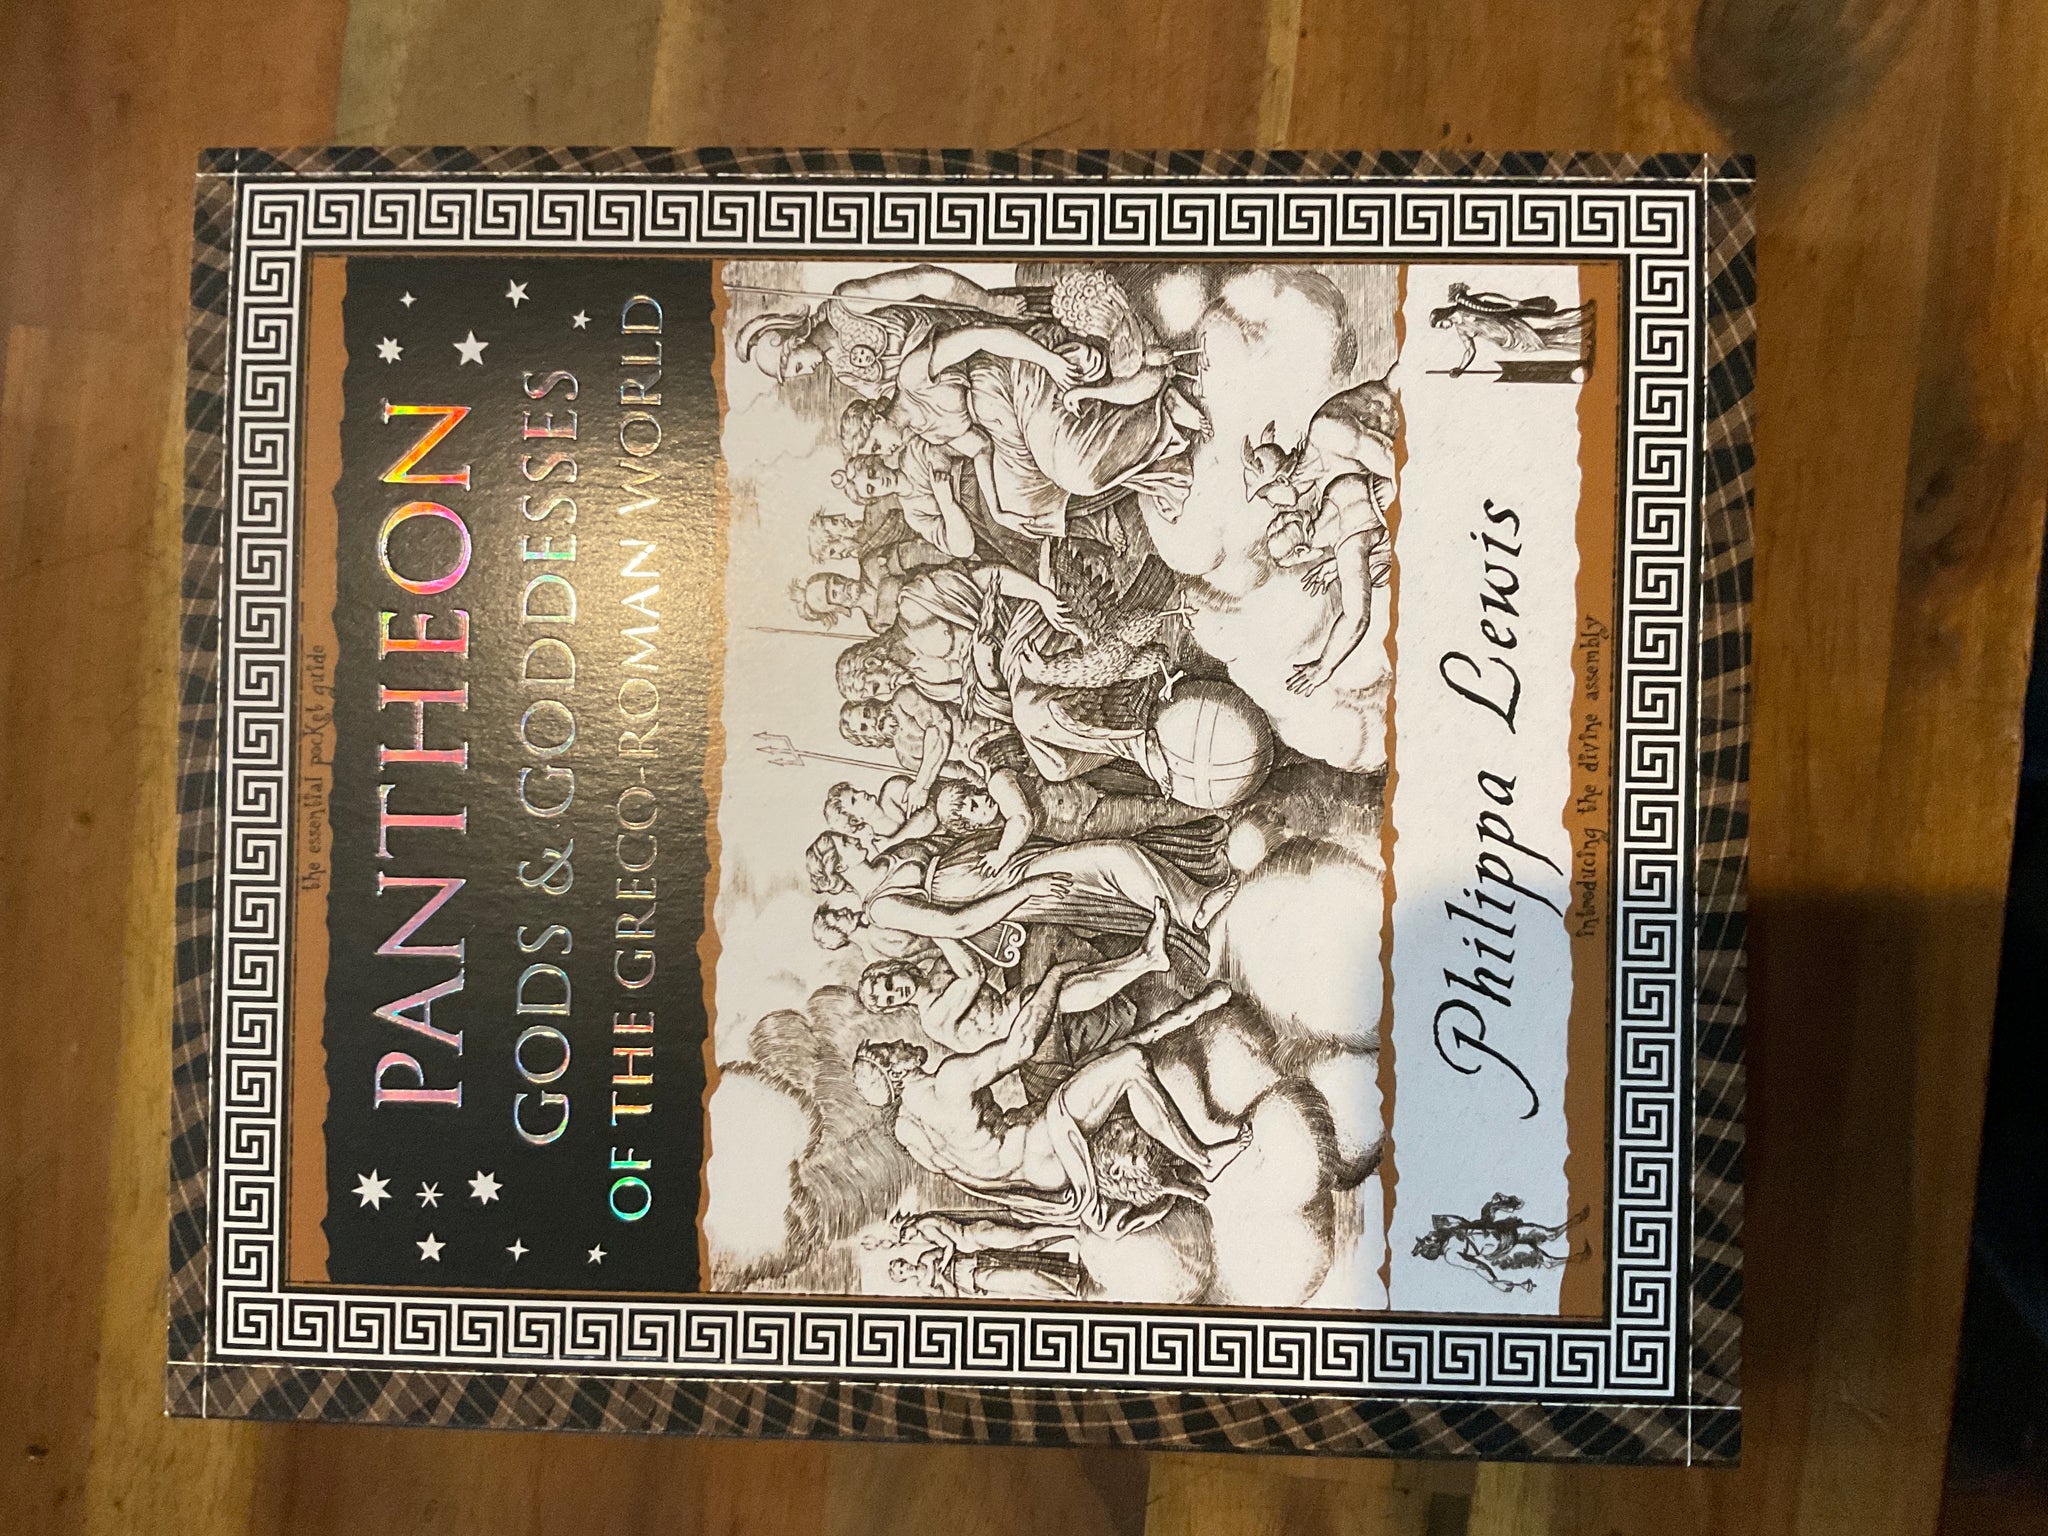 the essential pocket guide
PANTHEON
GODS & GODDESSES
OF THE GRECO-ROMAN WORLD
Philippa Lewis
introducing the divine assembly